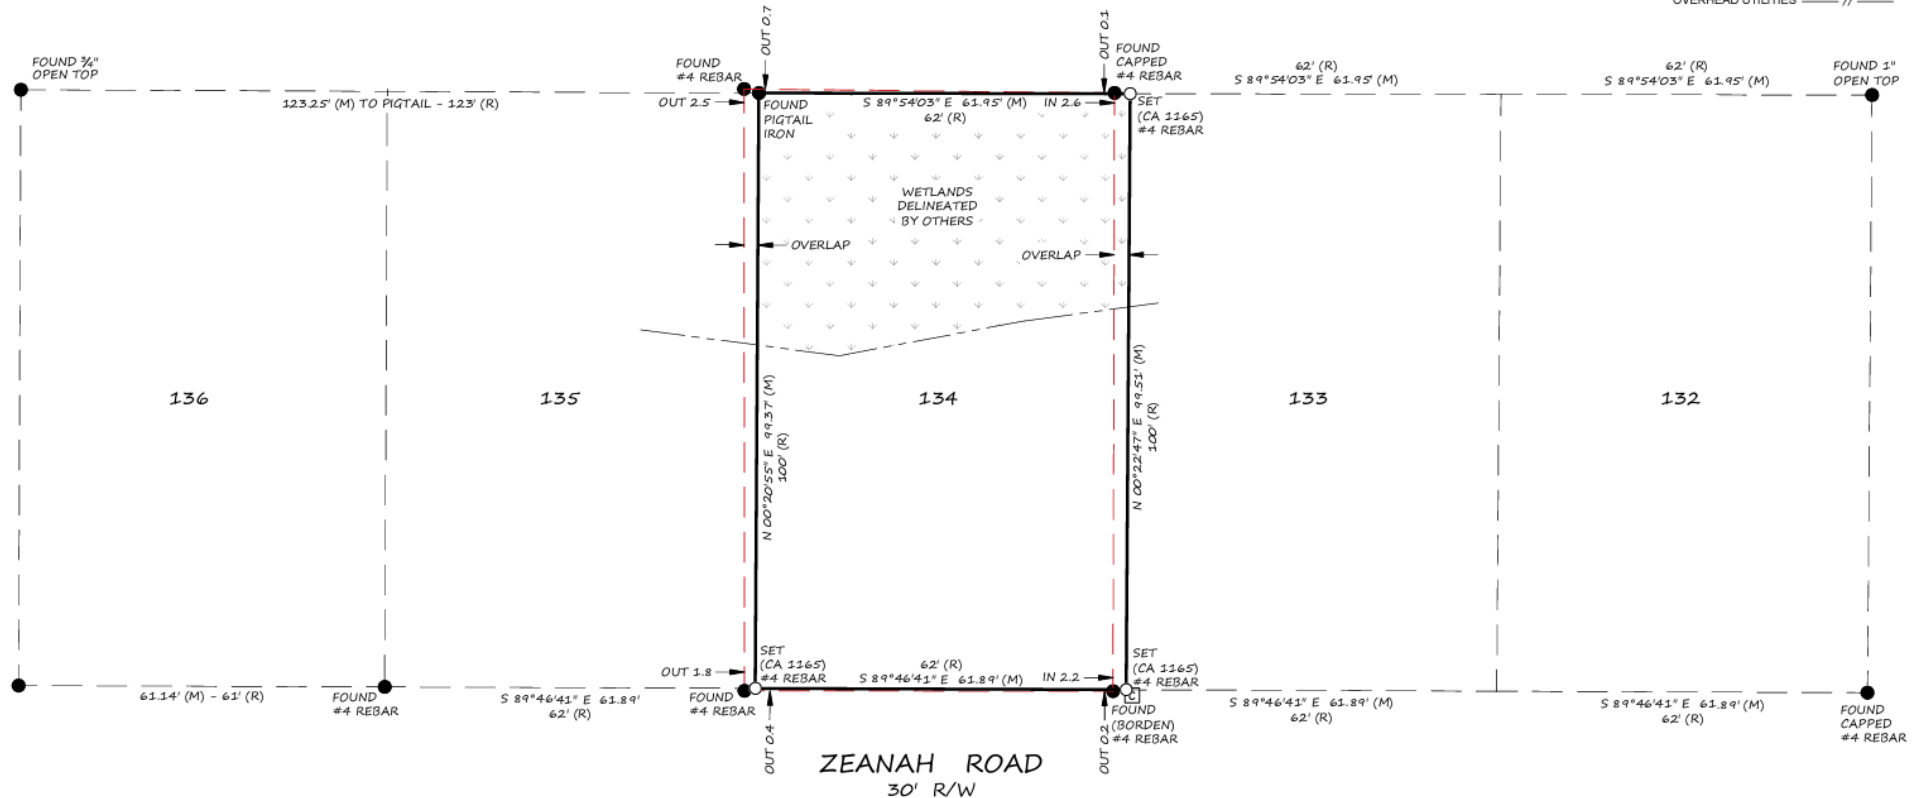 OVERHEAD UTILITIES
//
OUT 0.7
OUT 0.1
FOUND ¾"
OPEN TOP
FOUND
#4 REBAR
FOUND
CAPPED
#4 REBAR
62' (R)
S 89°54'03" E 61.95' (M)
62' (R)
S 89°54'03" E 61.95' (M)
FOUND 1"
OPEN TOP
123.25' (M) TO PIGTAIL - 123' (R)
OUT 2.5
FOUND
PIGTAIL
IRON
S 89°54'03" E 61.95' (M)
62' (R)
IN 2.6
SET
(CA 1165)
#4 REBAR
WETLANDS
DELINEATED
BY OTHERS
OVERLAP
OVERLAP
136
135
134
133
132
N 00°20'55" E 99.37' (M)
100' (R)
N 00°22'47" E 99.51' (M)
100' (R)
OUT 1.8
SET
(CA 1165)
#4 REBAR
62' (R)
S 89°46'41" E 61.89' (M)
IN 2.2
SET
(CA 1165)
#4 REBAR
C
61.14' (M) - 61' (R)
FOUND
#4 REBAR
S 89°46'41" E 61.89'
62' (R)
FOUND
#4 REBAR
FOUND
(BORDEN)
#4 REBAR
S 89°46'41" E 61.89' (M)
62' (R)
S 89°46'41" E 61.89' (M)
62' (R)
FOUND
CAPPED
#4 REBAR
OUT 0.4
OUT 0.2
ZEANAH ROAD
30' R/W